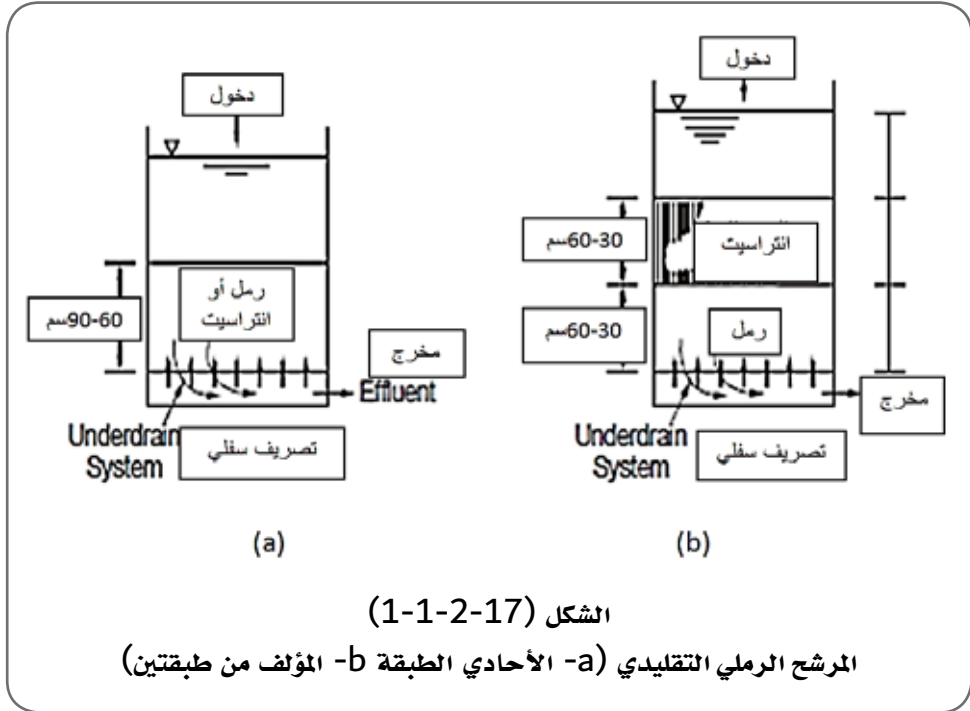 دخول
60-90سم
رمل أو
انتراسيت
مخرج
Effluent
Underdrain
System
تصريف سفلي
(a)
دخول
30-60سم
انتراسيت
30-60سم
رمل
مخرج
Underdrain
System
تصريف سفلي
(b)
الشكل (17-2-1-1)
المرشح الرملي التقليدي (a- الأحادي الطبقة b- المؤلف من طبقتين)